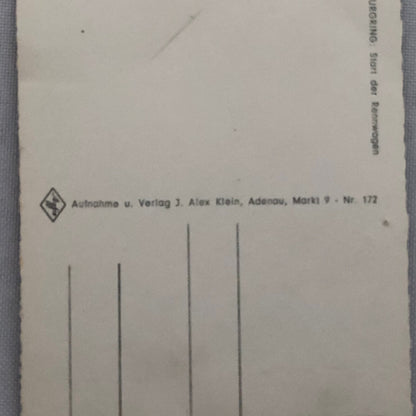 URGRING: Start der Rennwagen
Aufnahme u. Verlag J. Alex Klein, Adenau, Markt 9 - Nr. 172